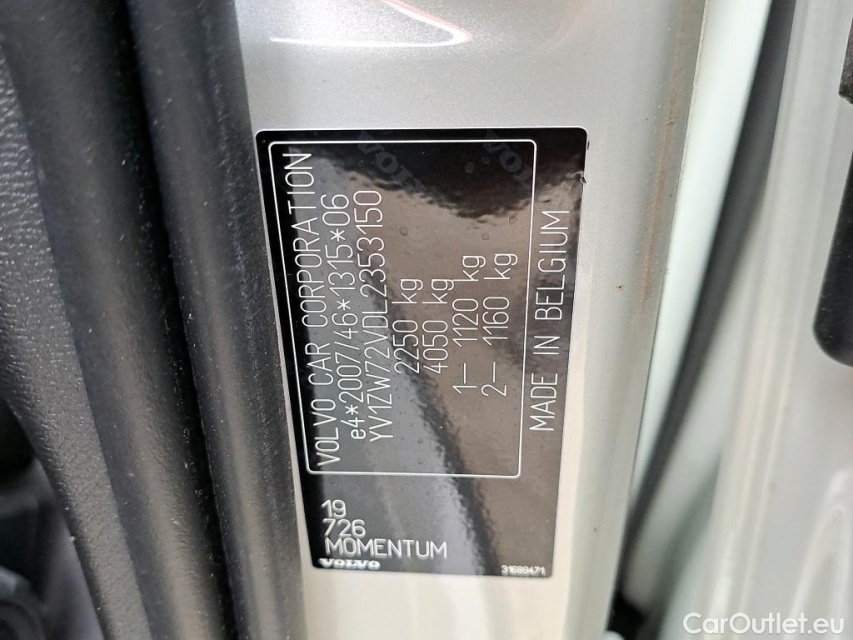 VOLVO CAR CORPORATION
e4*2007/46*1315*06
YV1ZW72VDL2353150
2250 kg
4050 kg
1– 1120 kg
2– 1160 kg
MADE IN BELGIUM
19
726
MOMENTUM
VOLVO
31689471
CarOutlet.eu